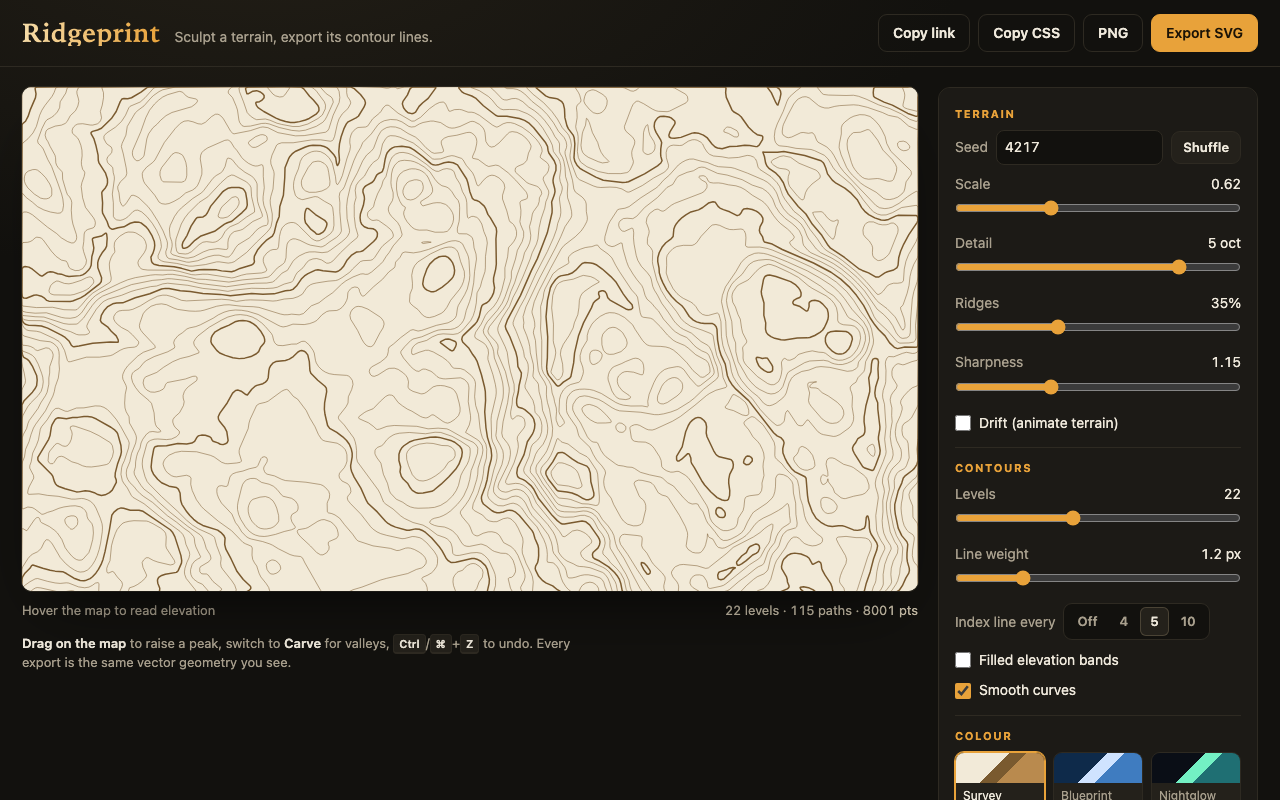 Ridgeprint Sculpt a terrain, export its contour lines. Copy link Copy CSS PNG Export SVG
Hover the map to read elevation 22 levels · 115 paths · 8001 pts
Drag on the map to raise a peak, switch to Carve for valleys, Ctrl / ⌘ + Z to undo. Every
export is the same vector geometry you see.
TERRAIN
Seed 4217 Shuffle
Scale 0.62
Detail 5 oct
Ridges 35%
Sharpness 1.15
Drift (animate terrain)
CONTOURS
Levels 22
Line weight 1.2 px
Index line every Off 4 5 10
Filled elevation bands
Smooth curves
COLOUR
Survey Blueprint Nightglow